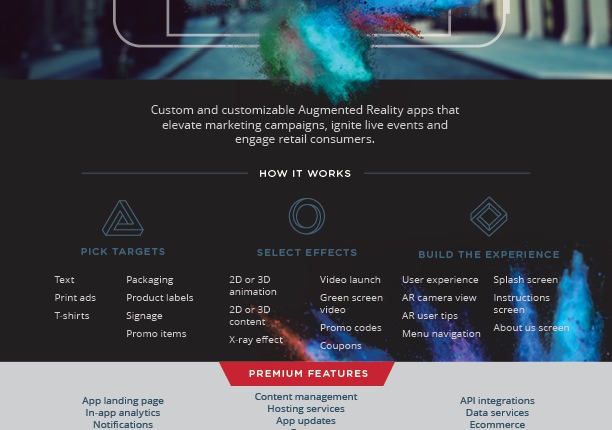 Custom and customizable Augmented Reality apps that
elevate marketing campaigns, ignite live events and
engage retail consumers.
HOW IT WORKS
PICK TARGETS
Text
Print ads
T-shirts
Packaging
Product labels
Signage
Promo items
SELECT EFFECTS
2D or 3D
animation
2D or 3D
content
X-ray effect
Video launch
Green screen
video
Promo codes
Coupons
BUILD THE EXPERIENCE
User experience
AR camera view
AR user tips
Menu navigation
Splash screen
Instructions
screen
About us screen
PREMIUM FEATURES
App landing page
In-app analytics
Notifications
Content management
Hosting services
App updates
API integrations
Data services
Ecommerce